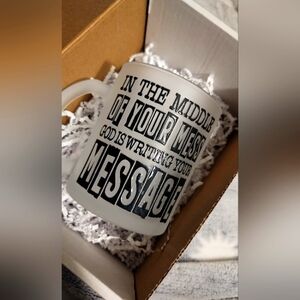 IN THE MIDDLE
OF YOUR MESS
GOD IS WRITING YOUR
MESSAGE